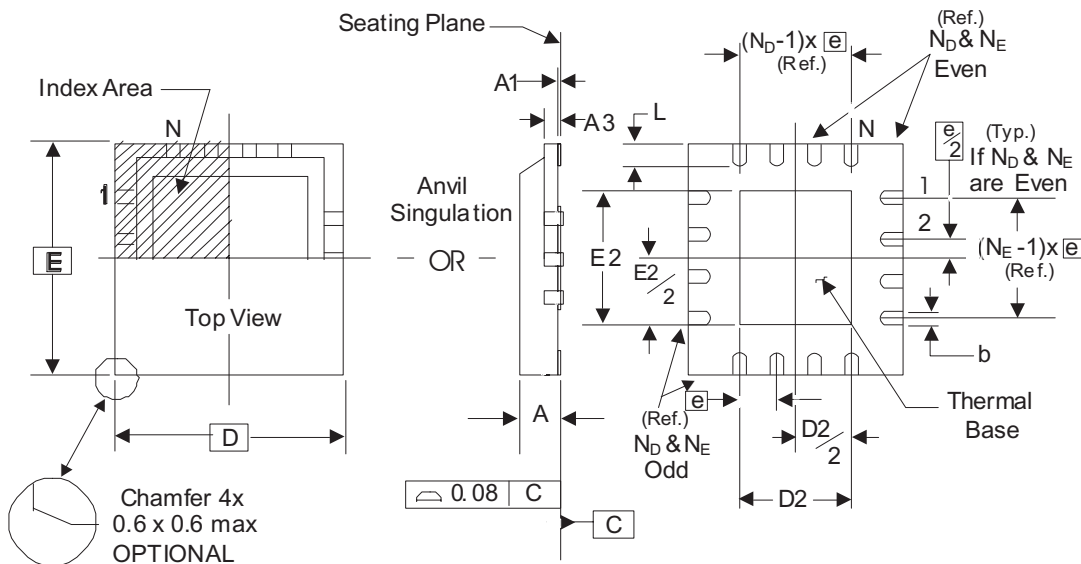 Seating Plane
Index Area
N
1
E
Top View
D
Chamfer 4x
0.6 x 0.6 max
OPTIONAL
A1
A3
L
Anvil
Singulation
OR
A
0.08 C
C
(N_D-1)x e
(Ref.)
(Ref.)
N_D & N_E
Even
N
e/2
(Typ.)
If N_D & N_E
are Even
1
2
(N_E-1)x e
(Ref.)
E2
E2/2
b
e
(Ref.)
N_D & N_E
Odd
D2/2
D2
Thermal
Base